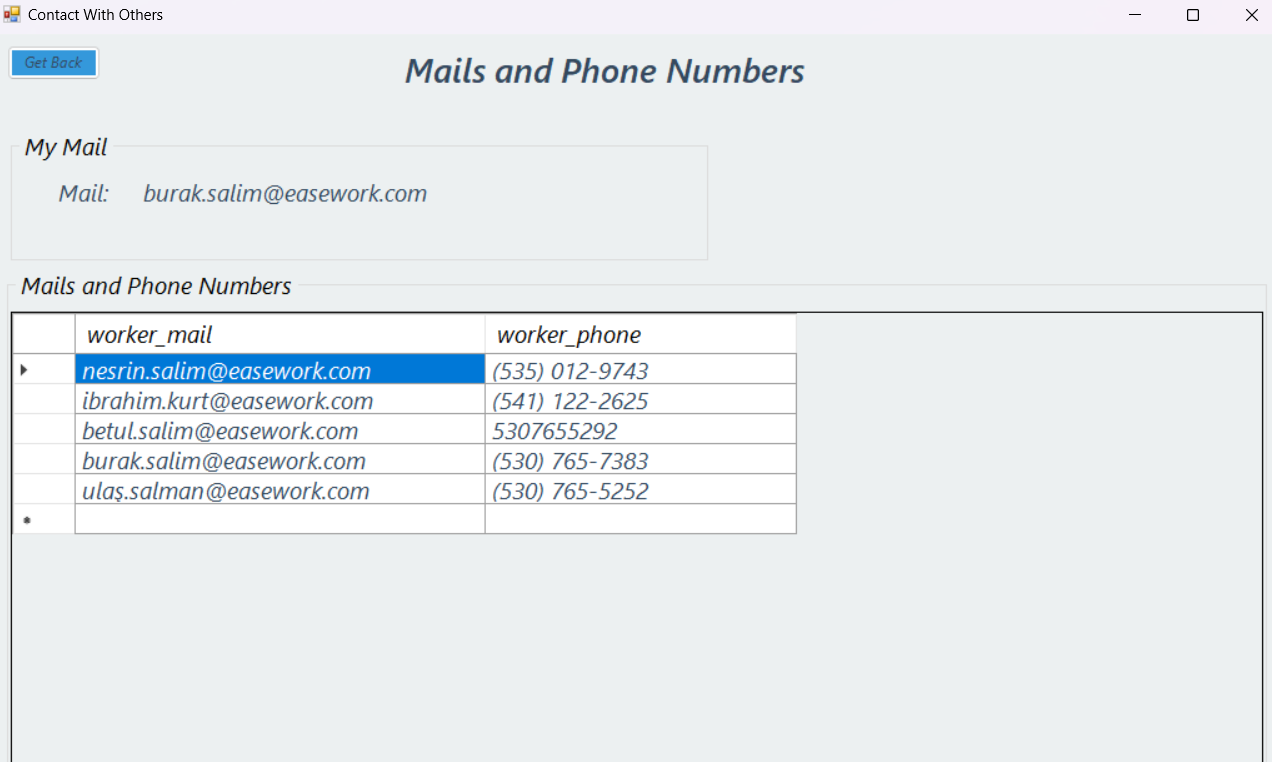 Contact With Others
Get Back
Mails and Phone Numbers
My Mail
Mail: burak.salim@easework.com
Mails and Phone Numbers
worker_mail worker_phone
nesrin.salim@easework.com (535) 012-9743
ibrahim.kurt@easework.com (541) 122-2625
betul.salim@easework.com 5307655292
burak.salim@easework.com (530) 765-7383
ulaş.salman@easework.com (530) 765-5252